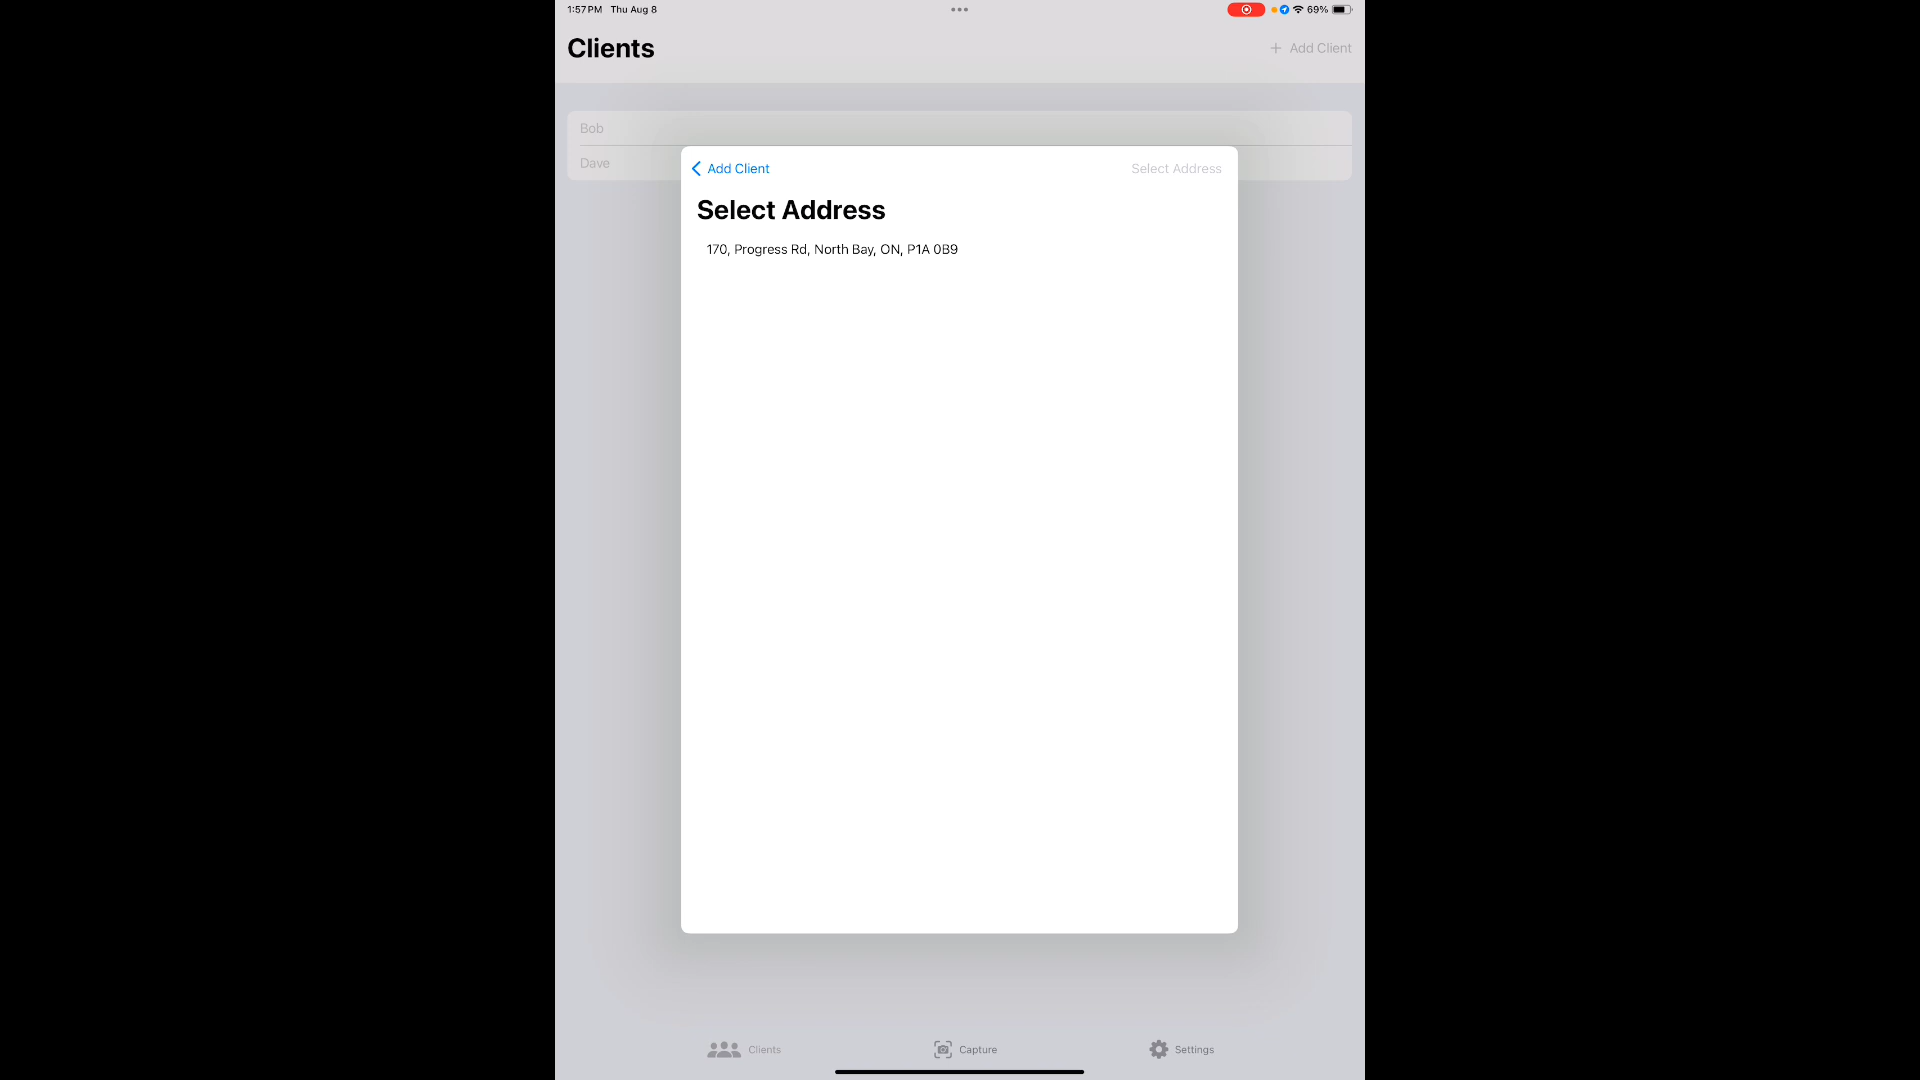 1:57 PM Thu Aug 8
69%
Clients
Add Client
Bob
Dave
Add Client
Select Address
Select Address
170, Progress Rd, North Bay, ON, P1A 0B9
Clients
Capture
Settings